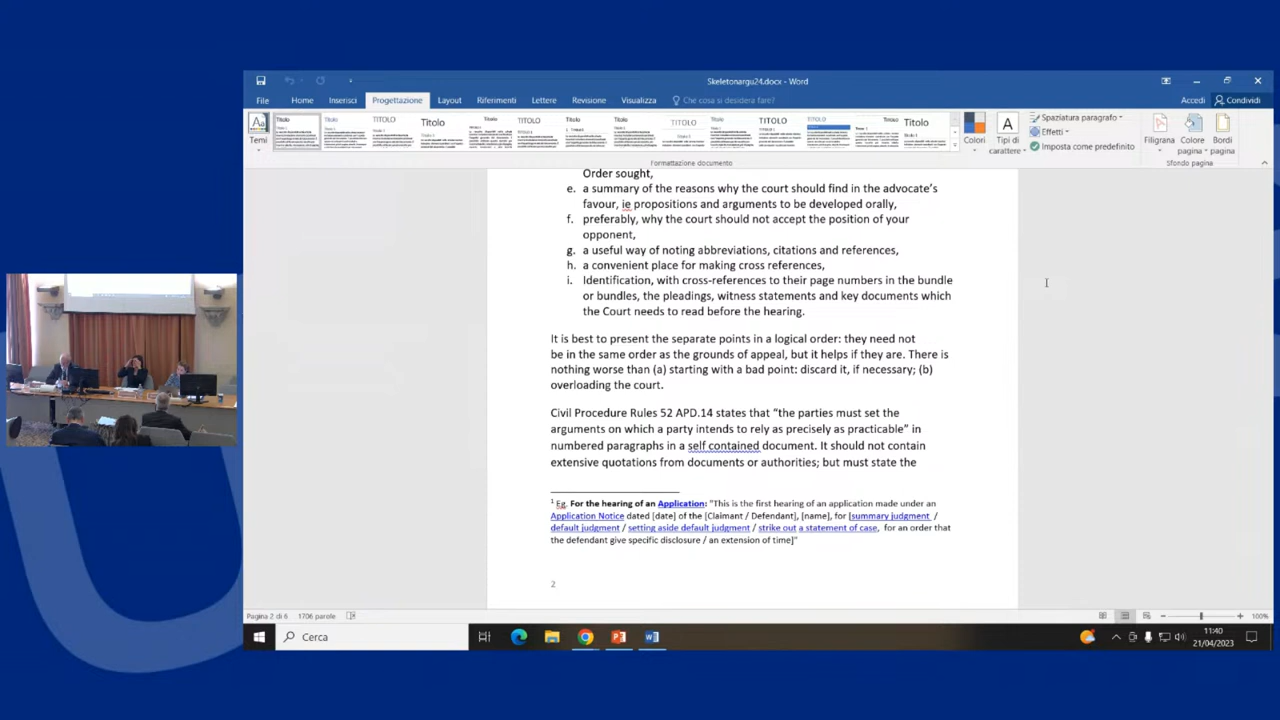 Skeletonargu24.docx - Word
Accedi
Condividi
File
Home
Inserisci
Progettazione
Layout
Riferimenti
Lettere
Revisione
Visualizza
Che cosa si desidera fare?
Temi
Titolo
TITOLO
Titolo
Titolo
Titolo
TITOLO
Titolo
TITOLO
Titolo
TITOLO
Titolo
TITOLO
Titolo
Titolo
Colori
Tipi di
carattere
Spaziatura paragrafo
Effetti
Imposta come predefinito
Filigrana
Colore
pagina
Bordi
pagina
Formattazione documento
Sfondo pagina
Order sought,
e. a summary of the reasons why the court should find in the advocate's
favour, ie propositions and arguments to be developed orally,
f. preferably, why the court should not accept the position of your
opponent,
g. a useful way of noting abbreviations, citations and references,
h. a convenient place for making cross references,
i. Identification, with cross-references to their page numbers in the bundle
or bundles, the pleadings, witness statements and key documents which
the Court needs to read before the hearing.
It is best to present the separate points in a logical order: they need not
be in the same order as the grounds of appeal, but it helps if they are. There is
nothing worse than (a) starting with a bad point: discard it, if necessary; (b)
overloading the court.
Civil Procedure Rules 52 APD.14 states that “the parties must set the
arguments on which a party intends to rely as precisely as practicable” in
numbered paragraphs in a self contained document. It should not contain
extensive quotations from documents or authorities; but must state the
1 Eg. For the hearing of an Application: "This is the first hearing of an application made under an
Application Notice dated [date] of the [Claimant / Defendant], [name], for [summary judgment /
default judgment / setting aside default judgment / strike out a statement of case, for an order that
the defendant give specific disclosure / an extension of time]"
2
Pagina 2 di 6
1706 parole
100%
Cerca
11:40
21/04/2023